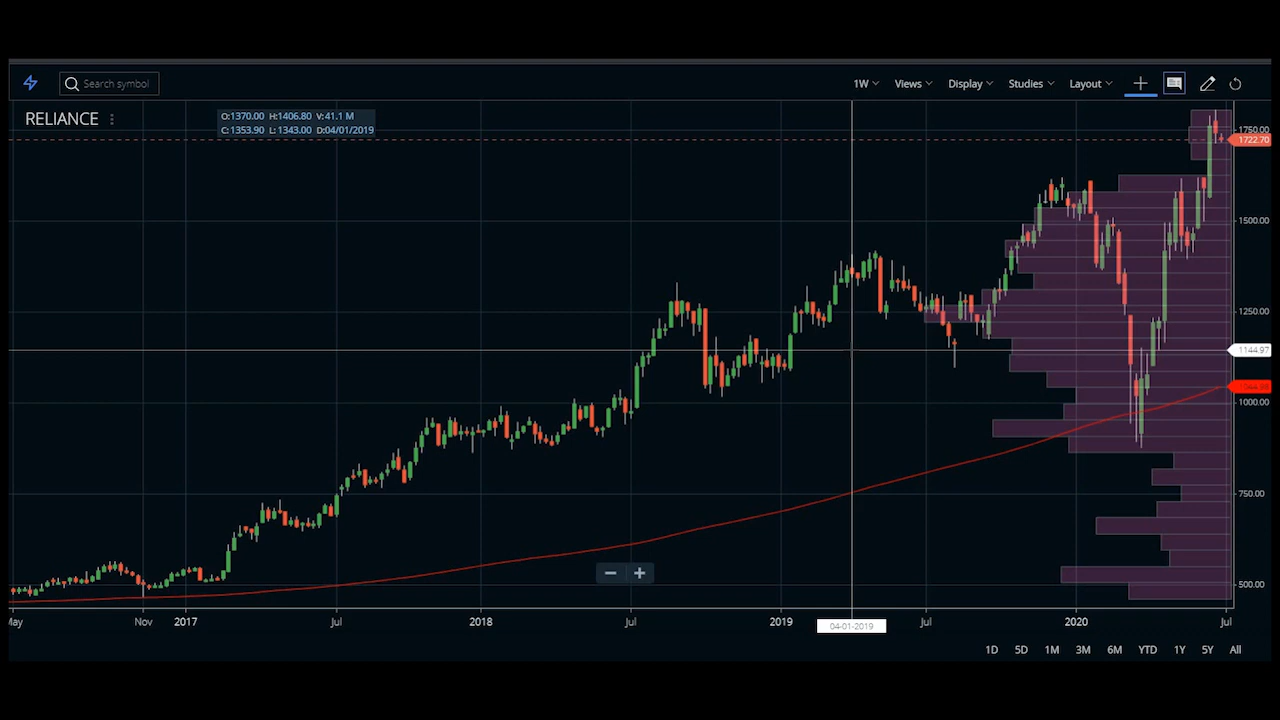 Search symbol 1W Views Display Studies Layout
RELIANCE
O:1370.00 H:1406.80 V:41.1 M
C:1353.90 L: 1343.00 D:04/01/2019
1750.00
1722.70
1500.00
1250.00
1144.97
1000.00
750.00
500.00
May Nov 2017 Jul 2018 Jul 2019 04-01-2019 Jul 2020 Jul
1D 5D 1M 3M 6M YTD 1Y 5Y All